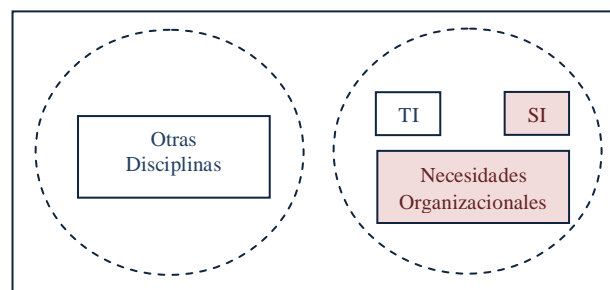 Otras
Disciplinas
TI
SI
Necesidades
Organizacionales